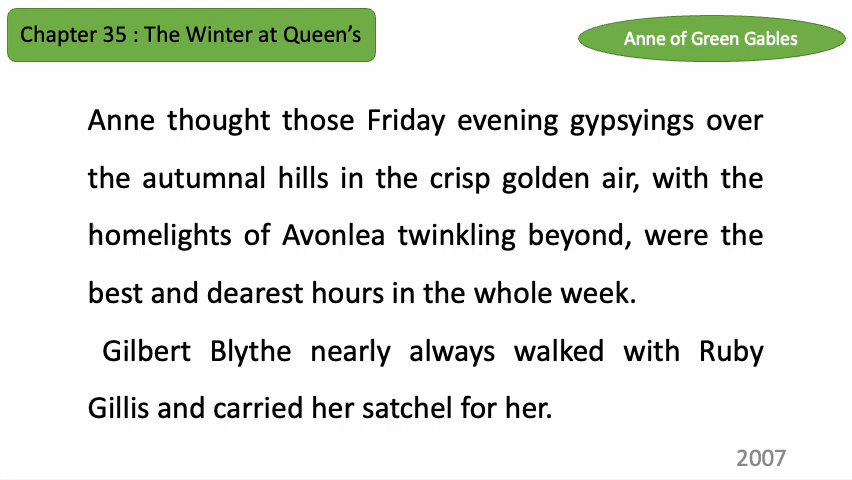 Chapter 35 : The Winter at Queen’s
Anne of Green Gables
Anne thought those Friday evening gypsyings over
the autumnal hills in the crisp golden air, with the
homelights of Avonlea twinkling beyond, were the
best and dearest hours in the whole week.
Gilbert Blythe nearly always walked with Ruby
Gillis and carried her satchel for her.
2007